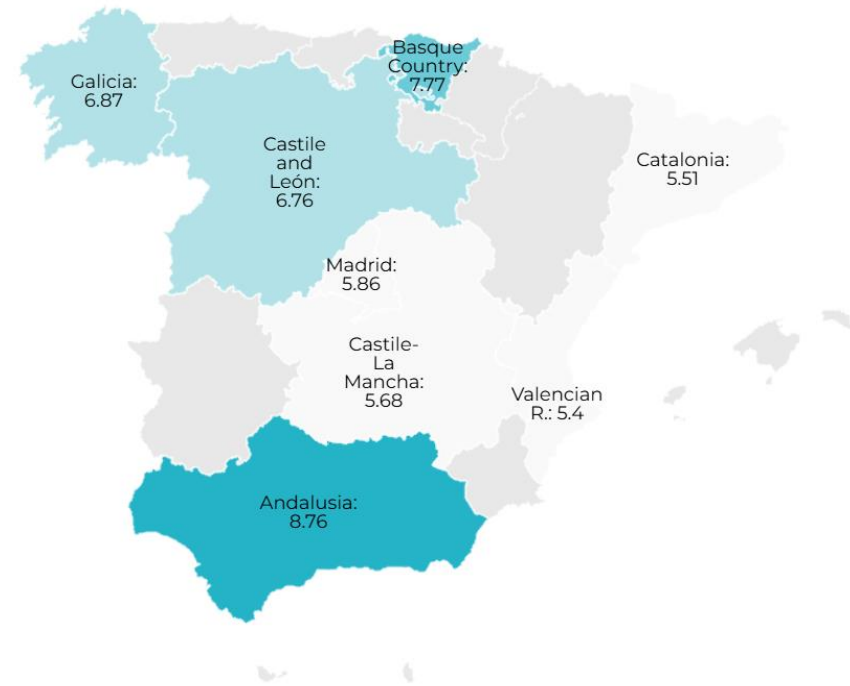 Basque
Country:
7.77
Galicia:
6.87
Castile
and
León:
6.76
Catalonia:
5.51
Madrid:
5.86
Castile-
La
Mancha:
5.68
Valencian
R.: 5.4
Andalusia:
8.76